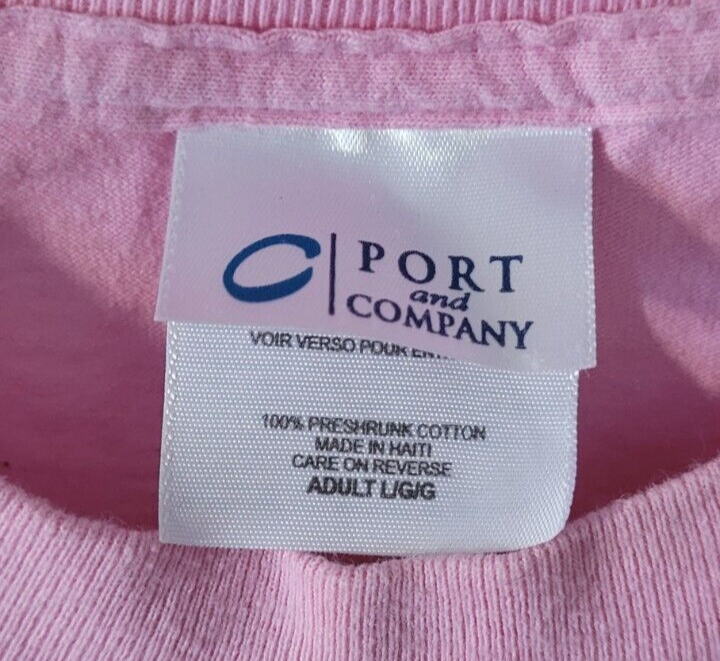 PORT
and
COMPANY
VOIR VERSO POUR
100% PRESHRUNK COTTON
MADE IN HAITI
CARE ON REVERSE
ADULT L/G/G